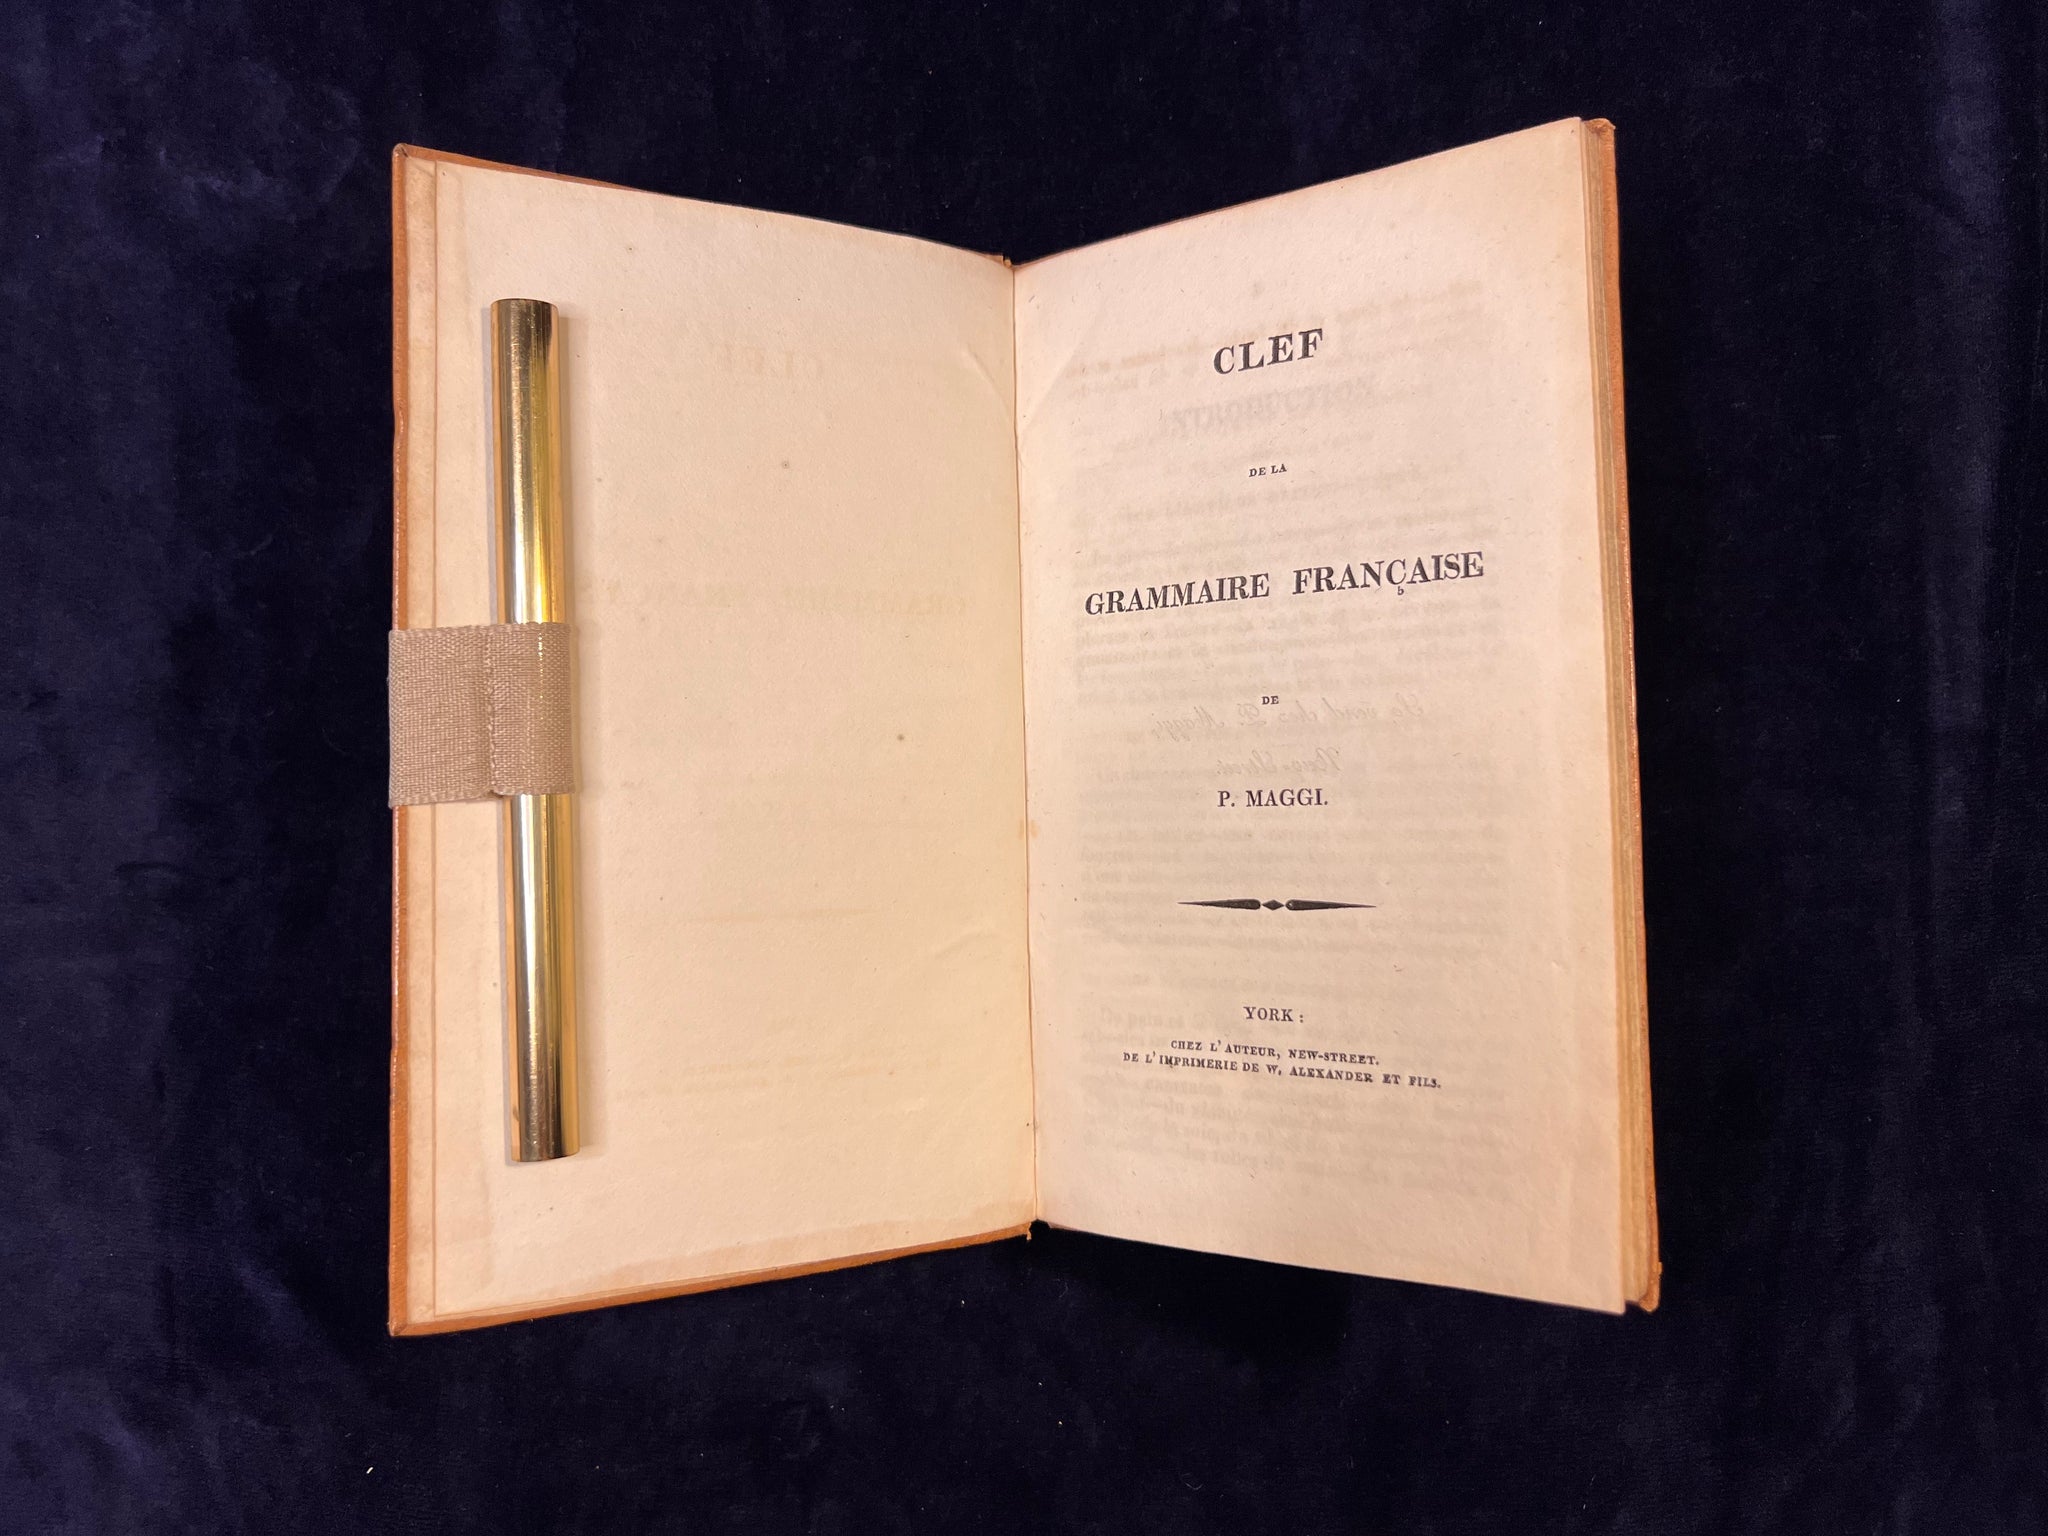 CLEF
DE LA
GRAMMAIRE FRANÇAISE
DE
P. MAGGI.
YORK:
CHEZ L'AUTEUR, NEW-STREET.
DE L'IMPRIMERIE DE W. ALEXANDER ET FILS.